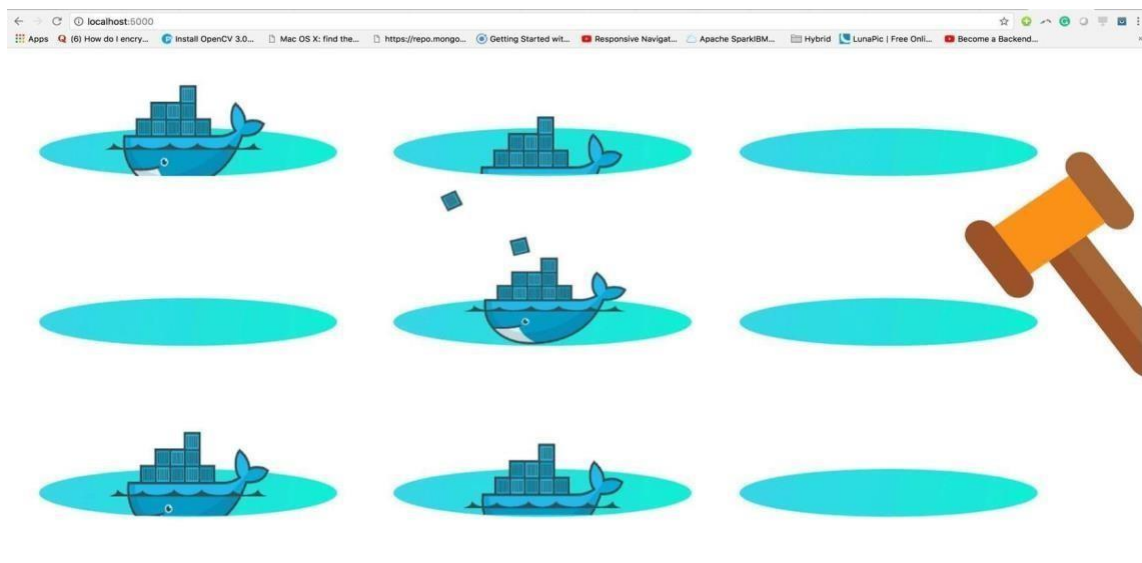 localhost:5000
Apps (6) How do I encry... Install OpenCV 3.0... Mac OS X: find the... https://repo.mongo... Getting Started wit... Responsive Navigat... Apache SparkIBM... Hybrid LunaPic | Free Onli... Become a Backend...